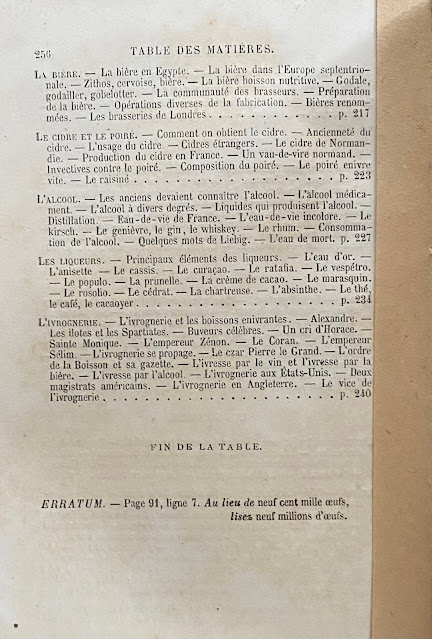 256 TABLE DES MATIÈRES.
LA BIÈRE. — La bière en Egypte. — La bière dans l'Europe septentrio-
nale. — Zithos, cervoise, bière. — La bière boisson nutritive. — Godale,
godailler, gobelotter. — La communauté des brasseurs. — Préparation
de la bière. — Opérations diverses de la fabrication. — Bières renom-
mées. — Les brasseries de Londres . . . . . . . . . . . p. 217
LE CIDRE ET LE POIRÉ. — Comment on obtient le cidre. — Ancienneté du
cidre. — L'usage du cidre. — Cidres étrangers. — Le cidre de Norman-
die. — Production du cidre en France. — Un vau-de-vire normand. —
Invectives contre le poiré. — Composition du poiré. — Le poiré enivre
vite. — Le raisiné . . . . . . . . . . . . . . . . . . p. 223
L'ALCOOL. — Les anciens devaient connaître l'alcool. — L'alcool médica-
ment. — L'alcool à divers degrés. — Liquides qui produisent l'alcool. —
Distillation. — Eau-de-vie de France. — L'eau-de-vie incolore. — Le
kirsch. — Le genièvre, le gin, le whiskey. — Le rhum. — Consomma-
tion de l'alcool. — Quelques mots de Liebig. — L'eau de mort. p. 227
LES LIQUEURS. — Principaux éléments des liqueurs. — L'eau d'or. —
L'anisette — Le cassis. — Le curaçao. — Le ratafia. — Le vespétro.
— Le populo. — La prunelle. — La crème de cacao. — Le marasquin.
— Le rosolio. — Le cédrat. — La chartreuse. — L'absinthe. — Le thé,
le café, le cacaoyer . . . . . . . . . . . . . . . . . . p. 234
L'IVROGNERIE. — L'ivrognerie et les boissons enivrantes. — Alexandre. —
Les ilotes et les Spartiates. — Buveurs célèbres. — Un cri d'Horace. —
Sainte Monique. — L'empereur Zénon. — Le Coran. — L'empereur
Sélim. — L'ivrognerie se propage. — Le czar Pierre le Grand. — L'ordre
de la Boisson et sa gazette. — L'ivresse par le vin et l'ivresse par la
bière. — L'ivresse par l'alcool. — L'ivrognerie aux États-Unis. — Deux
magistrats américains. — L'ivrognerie en Angleterre. — Le vice de
l'ivrognerie . . . . . . . . . . . . . . . . . . . . . p. 240
FIN DE LA TABLE.
ERRATUM. — Page 91, ligne 7. Au lieu de neuf cent mille œufs,
lisez neuf millions d'œufs.